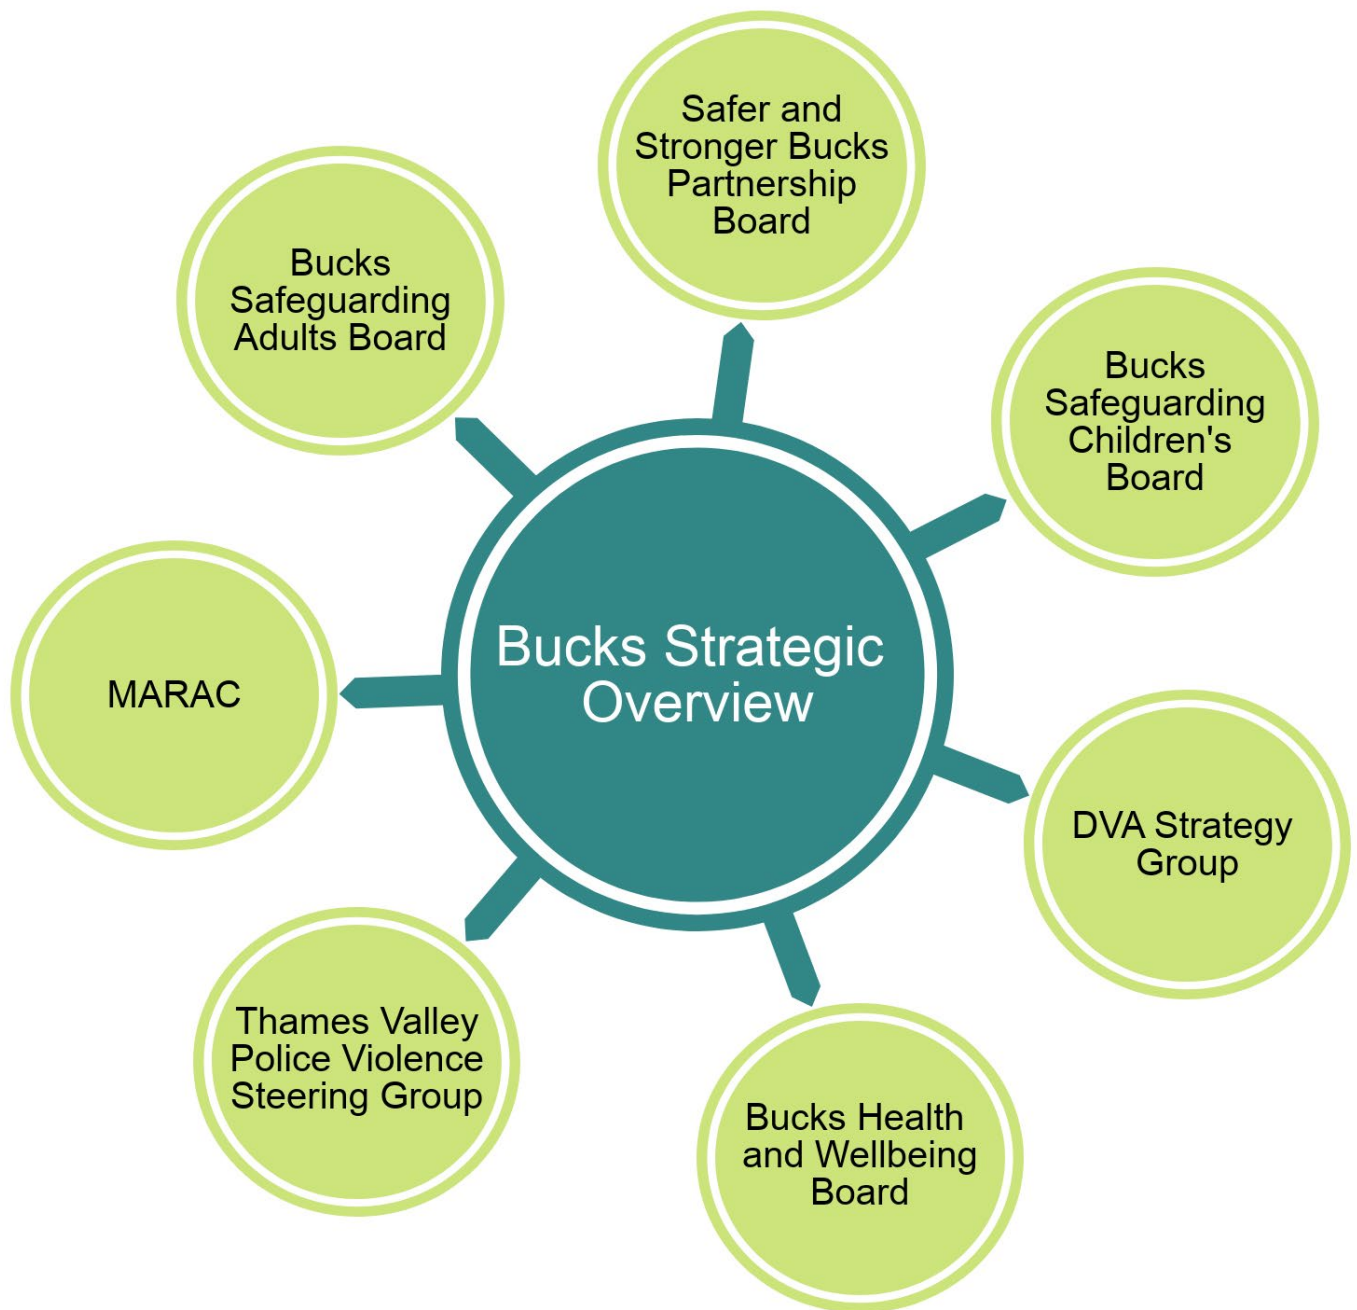 Safer and
Stronger Bucks
Partnership
Board
Bucks
Safeguarding
Adults Board
Bucks
Safeguarding
Children's
Board
Bucks Strategic
Overview
MARAC
DVA Strategy
Group
Thames Valley
Police Violence
Steering Group
Bucks Health
and Wellbeing
Board